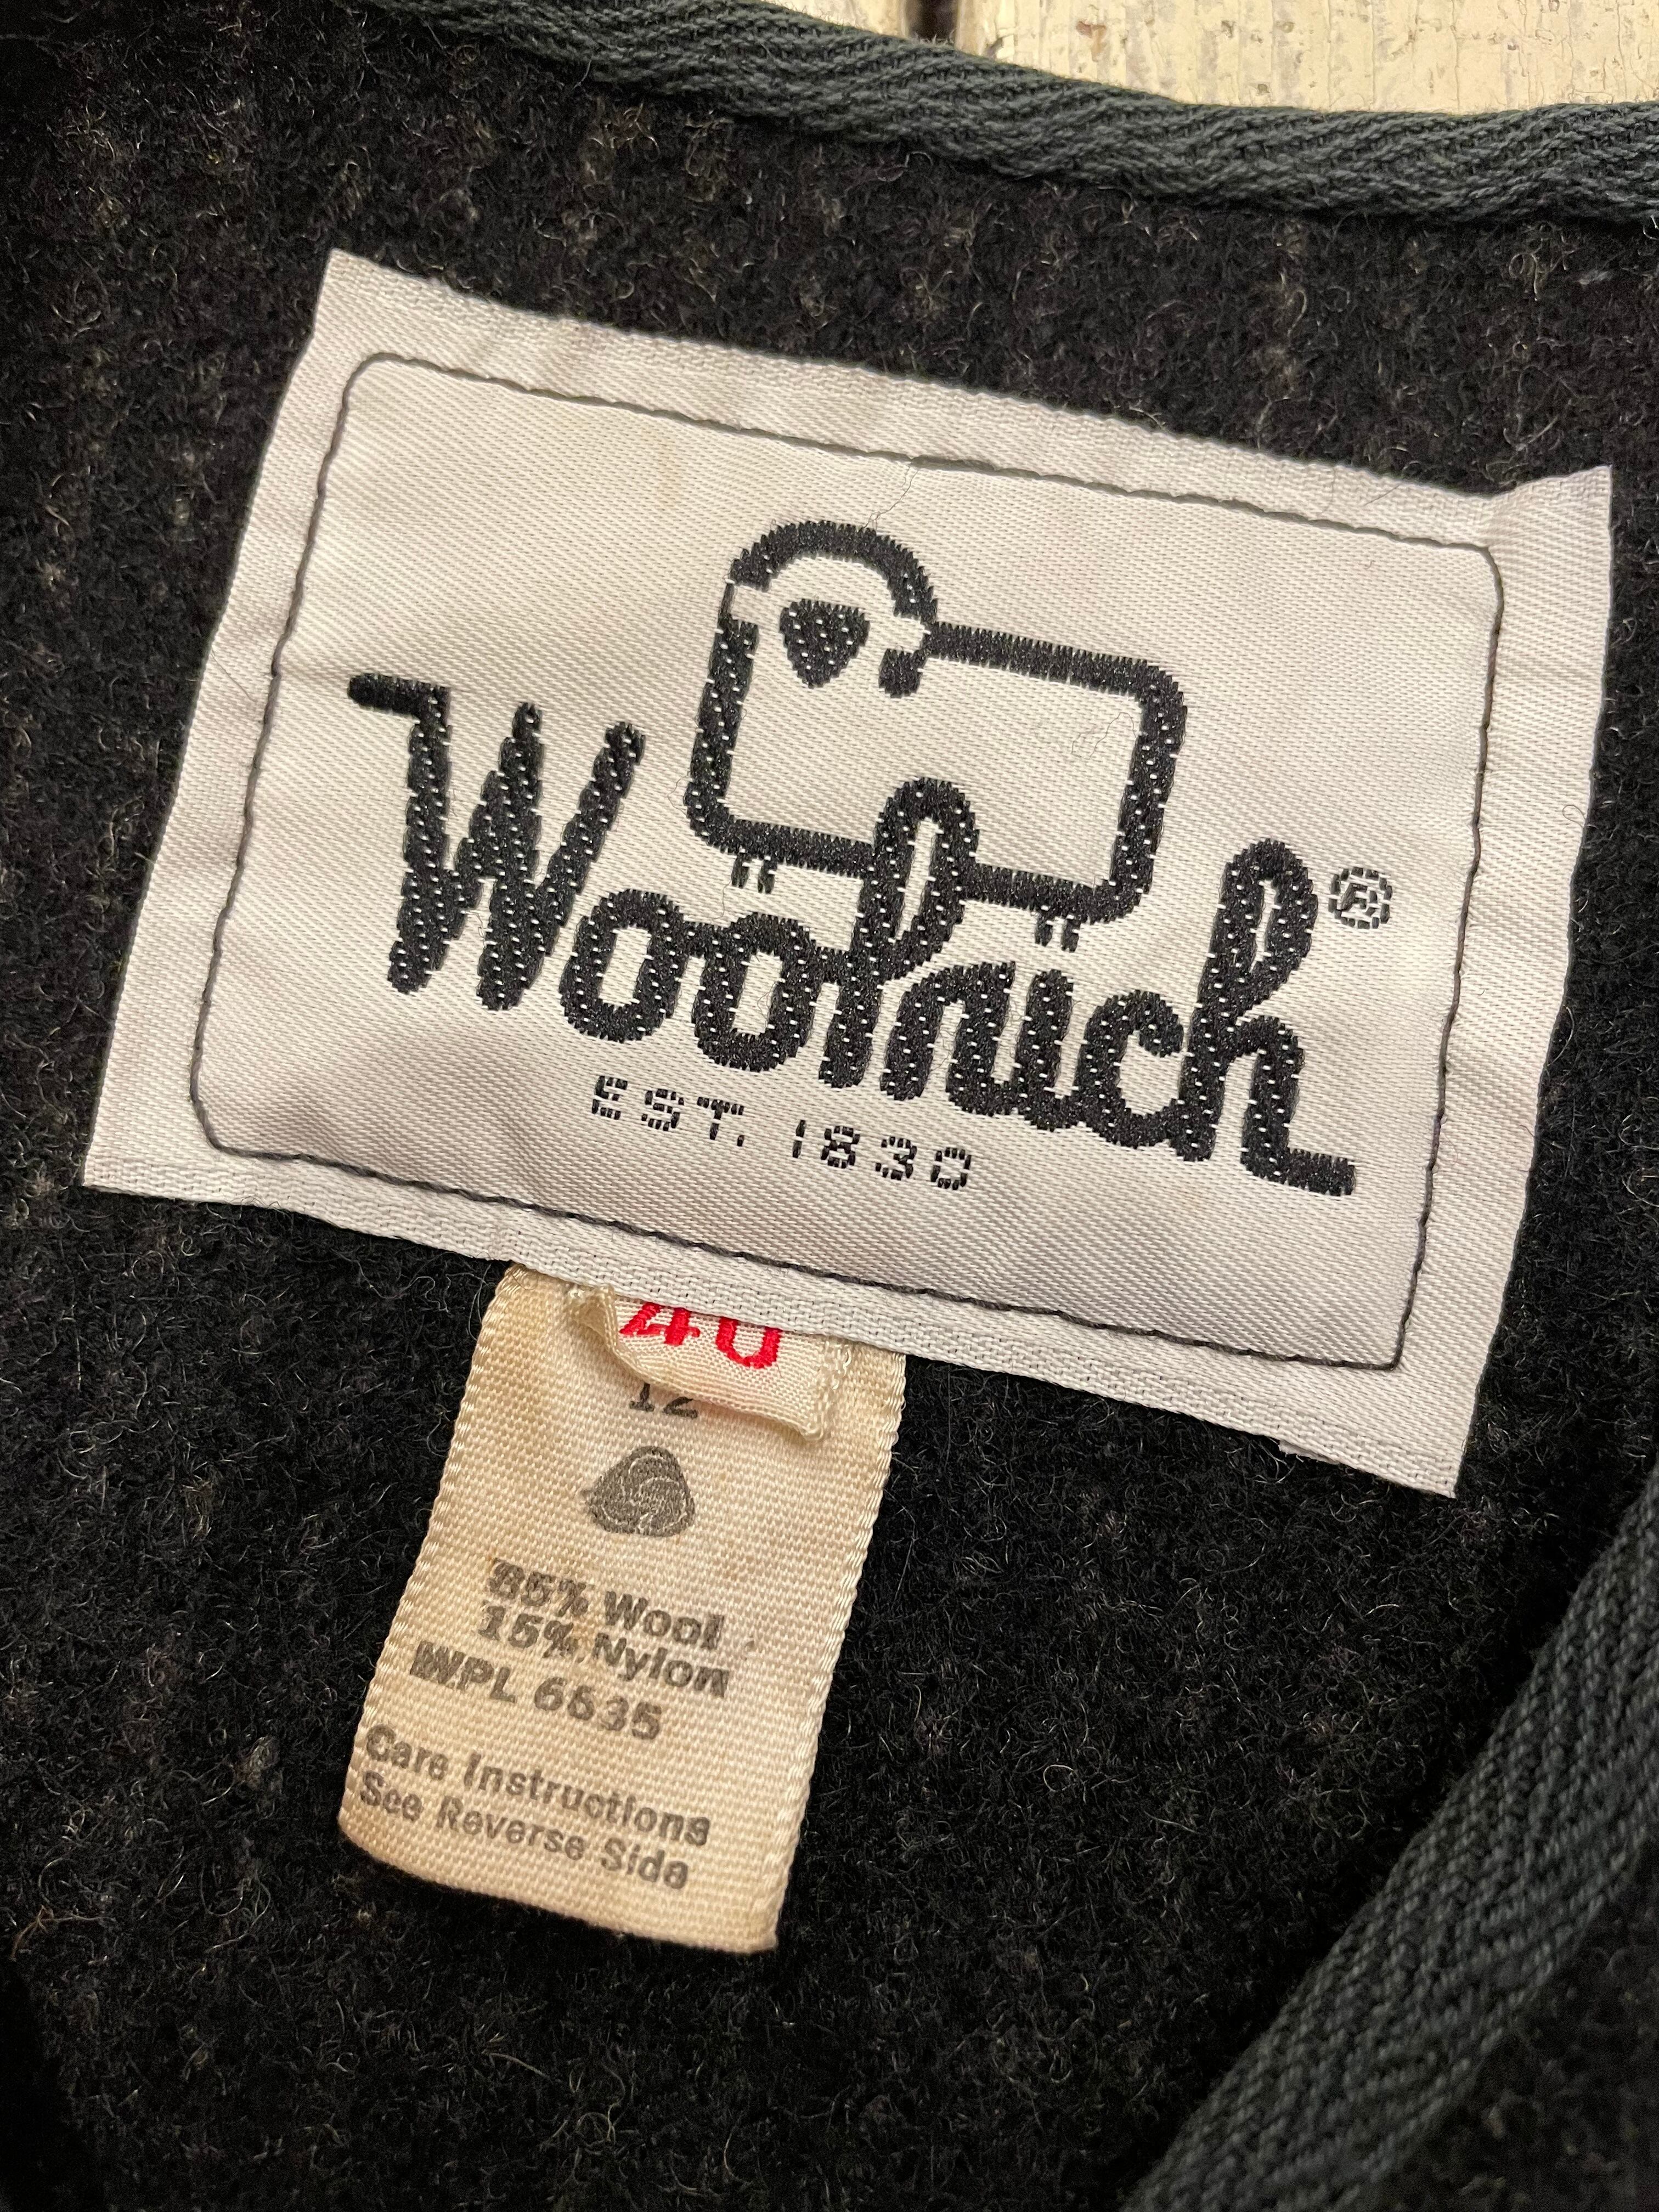 Woolrich®
EST. 1830
40
12
85% Wool
15% Nylon
WPL 6635
Care Instructions
See Reverse Side